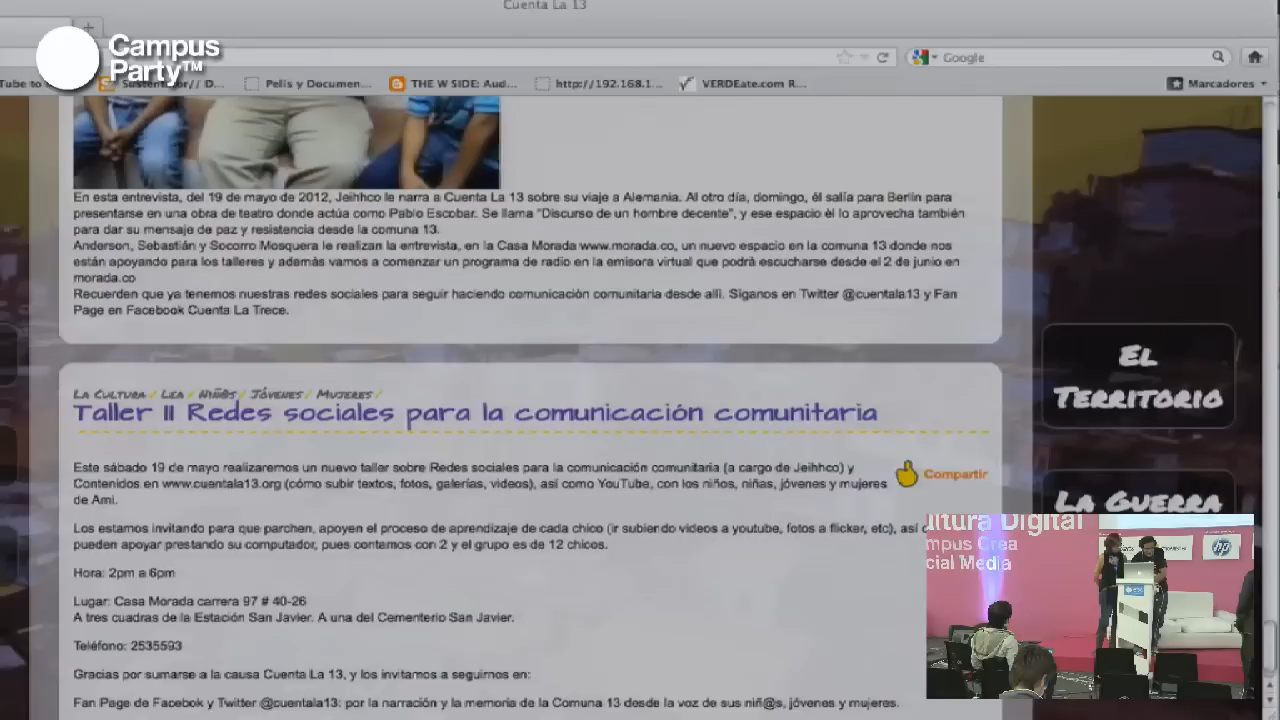 Cuenta La 13
Campus
Party™
Google
Tube to
Sustentator// D...
Pelis y Documen...
THE W SIDE: Aud...
http://192.168.1...
VERDEate.com R...
Marcadores
En esta entrevista, del 19 de mayo de 2012, Jeihhco le narra a Cuenta La 13 sobre su viaje a Alemania. Al otro día, domingo, él salía para Berlín para
presentarse en una obra de teatro donde actúa como Pablo Escobar. Se llama "Discurso de un hombre decente", y ese espacio él lo aprovecha también
para dar su mensaje de paz y resistencia desde la comuna 13.
Anderson, Sebastián y Socorro Mosquera le realizan la entrevista, en la Casa Morada www.morada.co, un nuevo espacio en la comuna 13 donde nos
están apoyando para los talleres y además vamos a comenzar un programa de radio en la emisora virtual que podrá escucharse desde el 2 de junio en
morada.co
Recuerden que ya tenemos nuestras redes sociales para seguir haciendo comunicación comunitaria desde allí. Síganos en Twitter @cuentala13 y Fan
Page en Facebook Cuenta La Trece.
El
Territorio
La Cultura / Lea / Niñ@s / Jóvenes / Mujeres /
Taller II Redes sociales para la comunicación comunitaria
Este sábado 19 de mayo realizaremos un nuevo taller sobre Redes sociales para la comunicación comunitaria (a cargo de Jeihhco) y
Contenidos en www.cuentala13.org (cómo subir textos, fotos, galerías, videos), así como YouTube, con los niños, niñas, jóvenes y mujeres
de Ami.
Compartir
La Guerra
Los estamos invitando para que parchen, apoyen el proceso de aprendizaje de cada chico (ir subiendo videos a youtube, fotos a flicker, etc), así
pueden apoyar prestando su computador, pues contamos con 2 y el grupo es de 12 chicos.
Hora: 2pm a 6pm
Lugar: Casa Morada carrera 97 # 40-26
A tres cuadras de la Estación San Javier. A una del Cementerio San Javier.
Teléfono: 2535593
Gracias por sumarse a la causa Cuenta La 13, y los invitamos a seguirnos en:
Fan Page de Facebok y Twitter @cuentala13: por la narración y la memoria de la Comuna 13 desde la voz de sus niñ@s, jóvenes y mujeres.
ltura Digital
mpus Crea
cial Media
hp